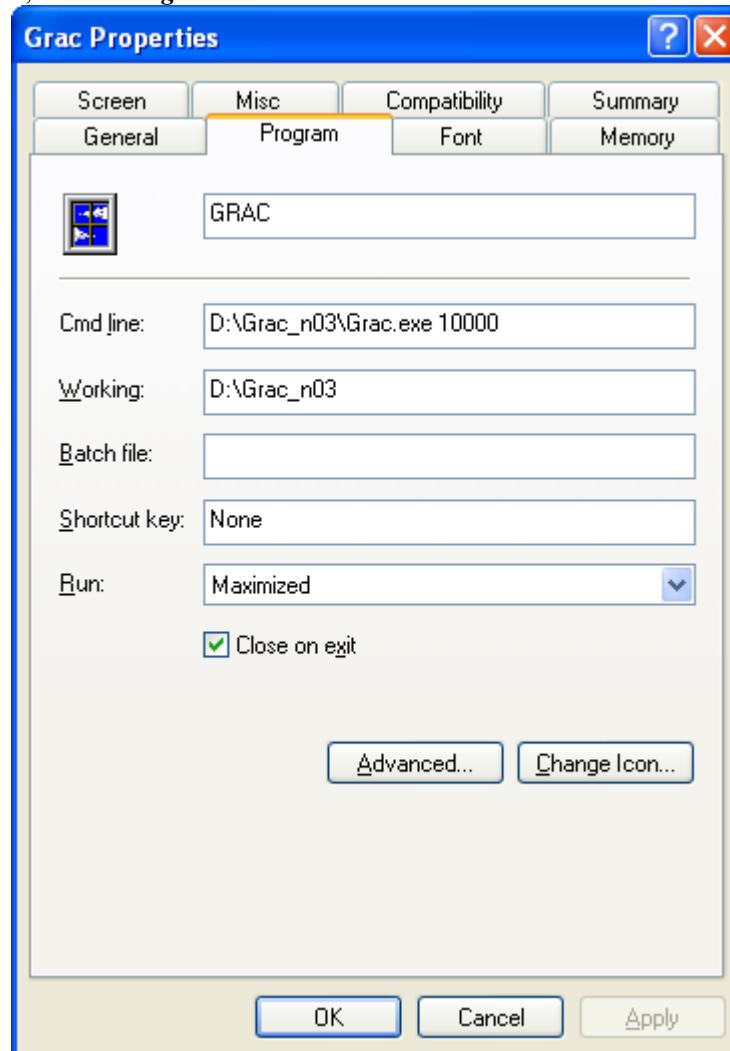 Grac Properties
?
Screen Misc Compatibility Summary
General Program Font Memory
GRAC
Cmd line: D:\Grac_n03\Grac.exe 10000
Working: D:\Grac_n03
Batch file:
Shortcut key: None
Run: Maximized
Close on exit
Advanced... Change Icon...
OK Cancel Apply